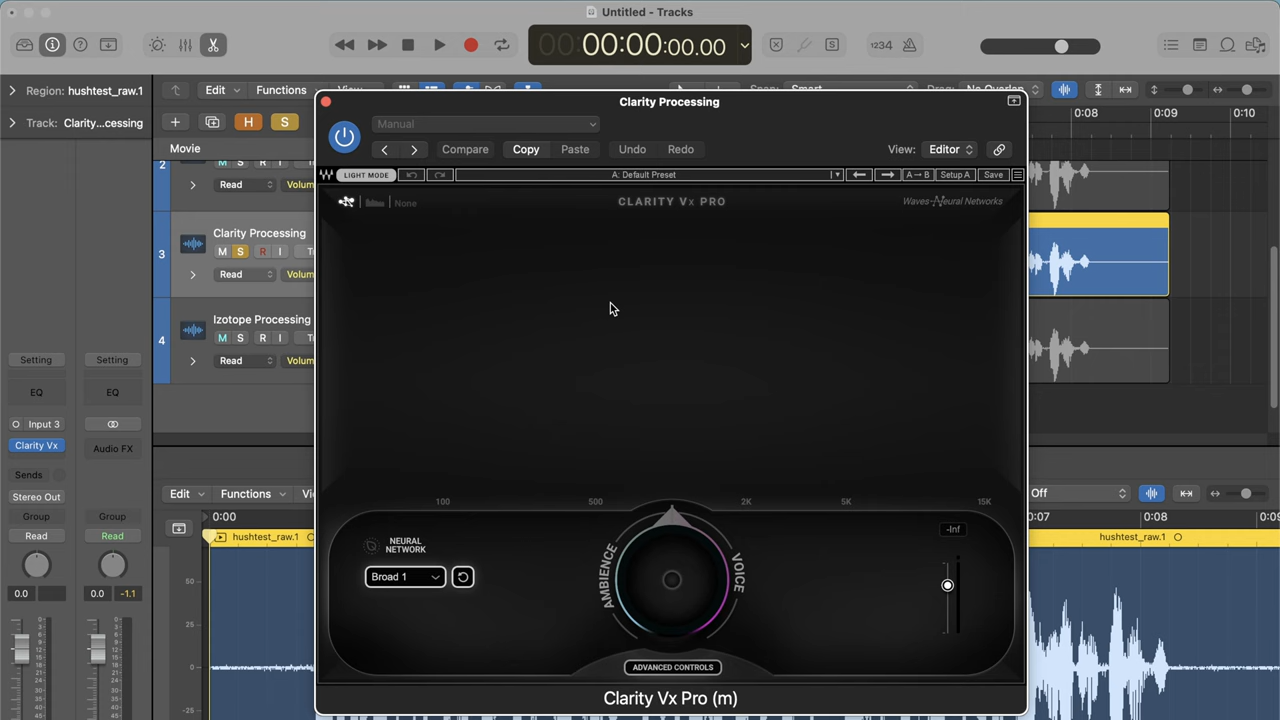 Untitled - Tracks
00:00:00.00
1234
Region: hushtest_raw.1
Edit
Functions
View
Snap: Smart
Drag: No Overlap
Track: Clarity...cessing
H
S
0:08
0:09
0:10
Movie
Clarity Processing
Manual
Compare
Copy
Paste
Undo
Redo
View:
Editor
LIGHT MODE
A: Default Preset
A→B
Setup A
Save
None
CLARITY Vx PRO
Waves Neural Networks
2
M S R I
Read
Volum
3
Clarity Processing
M S R I
Read
Volum
4
Izotope Processing
M S R I
Read
Volum
Setting
Setting
EQ
EQ
Input 3
Clarity Vx
Audio FX
Sends
Stereo Out
Group
Group
Read
Read
0.0
0.0
-1.1
Edit
Functions
Off
0:00
0:07
0:08
hushtest_raw.1
hushtest_raw.1
50
25
0
-25
100
500
2K
5K
15K
-Inf
NEURAL
NETWORK
Broad 1
AMBIENCE
VOICE
ADVANCED CONTROLS
Clarity Vx Pro (m)